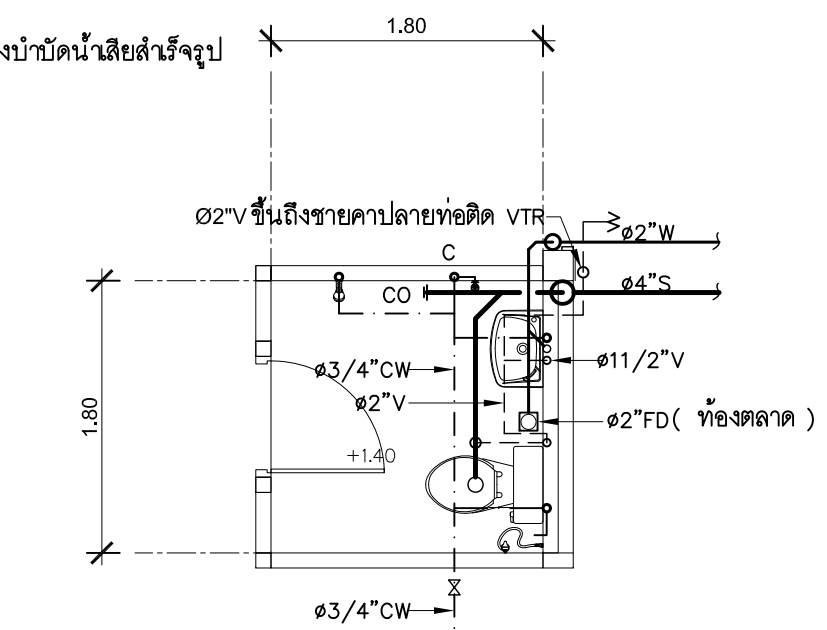 1.80
งบำบัดน้ำเสียสำเร็จรูป
Ø2"V ขึ้นถึงชายคาปลายท่อติด VTR
ø2"W
C
CO
ø4"S
ø3/4"CW
ø11/2"V
ø2"V
ø2"FD( ท้องตลาด )
1.80
+1.40
ø3/4"CW